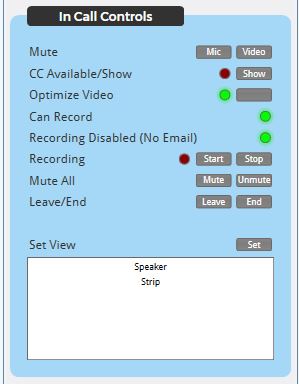 In Call Controls
Mute Mic Video
CC Available/Show Show
Optimize Video
Can Record
Recording Disabled (No Email)
Recording Start Stop
Mute All Mute Unmute
Leave/End Leave End
Set View Set
Speaker
Strip